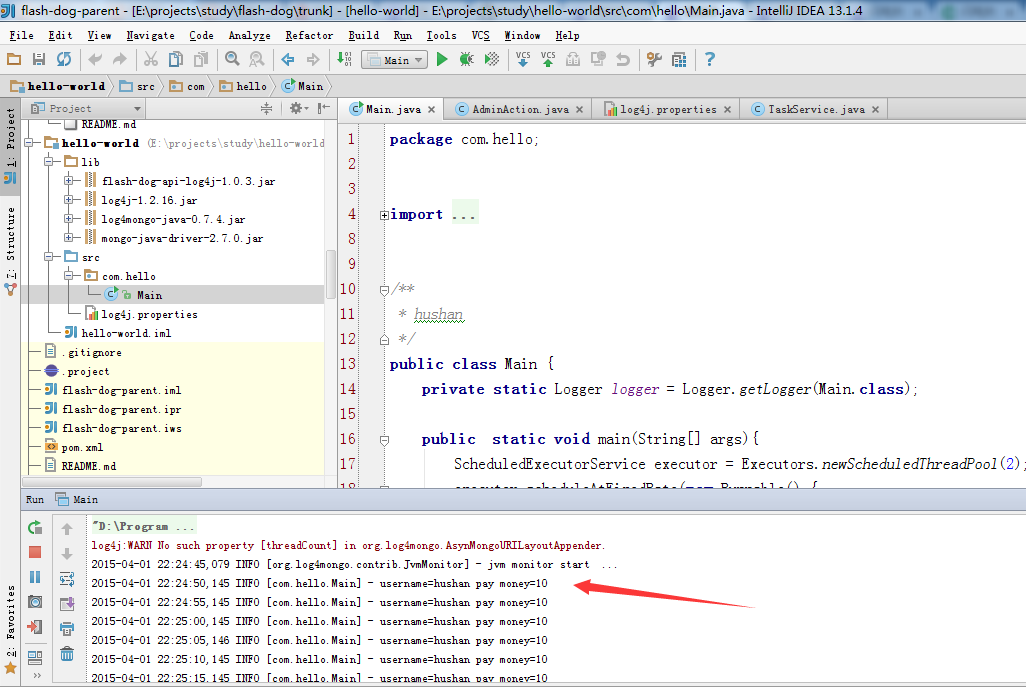 flash-dog-parent - [E:\projects\study\flash-dog\trunk] - [hello-world] - E:\projects\study\hello-world\src\com\hello\Main.java - IntelliJ IDEA 13.1.4
File Edit View Navigate Code Analyze Refactor Build Run Tools VCS Window Help
Main VCS VCS ?
hello-world src com hello Main
Project
Main.java AdminAction.java log4j.properties TaskService.java
1: Project
7: Structure
2: Favorites
README.md
hello-world (E:\projects\study\hello-world
lib
flash-dog-api-log4j-1.0.3.jar
log4j-1.2.16.jar
log4mongo-java-0.7.4.jar
mongo-java-driver-2.7.0.jar
src
com.hello
Main
log4j.properties
hello-world.iml
.gitignore
.project
flash-dog-parent.iml
flash-dog-parent.ipr
flash-dog-parent.iws
pom.xml
README.md
1 package com.hello;
2
3
4 import ...
8
9
10 /**
11 * hushan
12 */
13 public class Main {
14 private static Logger logger = Logger.getLogger(Main.class);
15
16 public static void main(String[] args){
17 ScheduledExecutorService executor = Executors.newScheduledThreadPool(2);
18 executor.scheduleAtFixedRate(new Runnable() {
Run Main
"D:\Program ...
log4j:WARN No such property [threadCount] in org.log4mongo.AsynMongoURILayoutAppender.
2015-04-01 22:24:45,079 INFO [org.log4mongo.contrib.JvmMonitor] - jvm monitor start ...
2015-04-01 22:24:50,145 INFO [com.hello.Main] - username=hushan pay money=10
2015-04-01 22:24:55,145 INFO [com.hello.Main] - username=hushan pay money=10
2015-04-01 22:25:00,145 INFO [com.hello.Main] - username=hushan pay money=10
2015-04-01 22:25:05,146 INFO [com.hello.Main] - username=hushan pay money=10
2015-04-01 22:25:10,145 INFO [com.hello.Main] - username=hushan pay money=10
2015-04-01 22:25:15,145 INFO [com.hello.Main] - username=hushan pay money=10